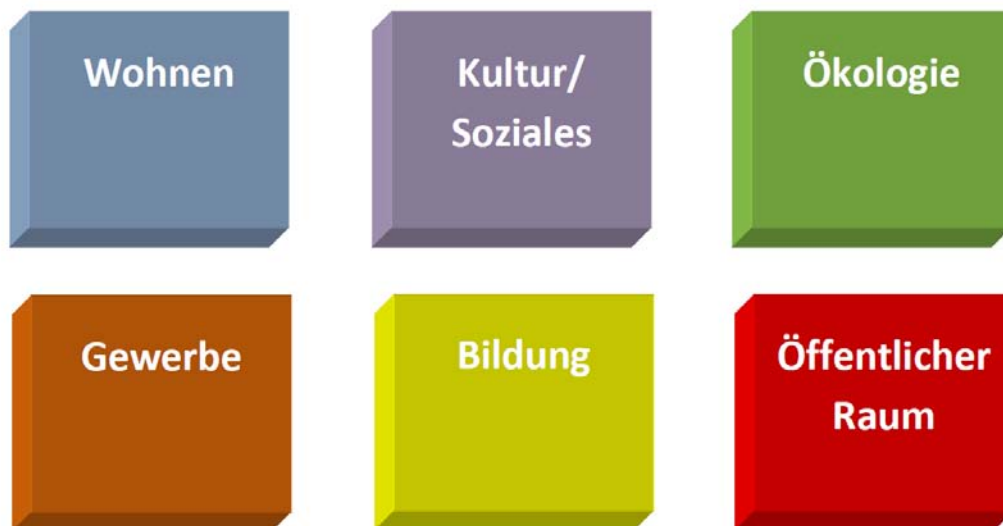 Wohnen
Kultur/
Soziales
Ökologie
Gewerbe
Bildung
Öffentlicher
Raum